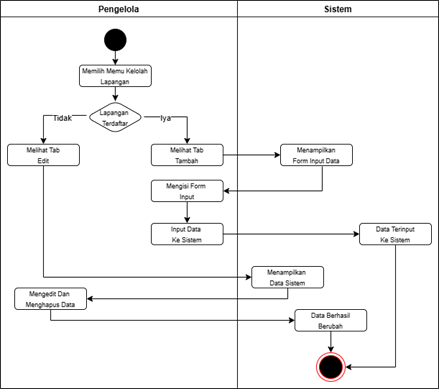 Pengelola
Sistem
Memilih Memu Kelolah
Lapangan
Lapangan
Terdaftar
Tidak
Iya
Melihat Tab
Edit
Melihat Tab
Tambah
Menampilkan
Form Input Data
Mengisi Form
Input
Input Data
Ke Sistem
Data Terinput
Ke Sistem
Menampilkan
Data Sistem
Mengedit Dan
Menghapus Data
Data Berhasil
Berubah